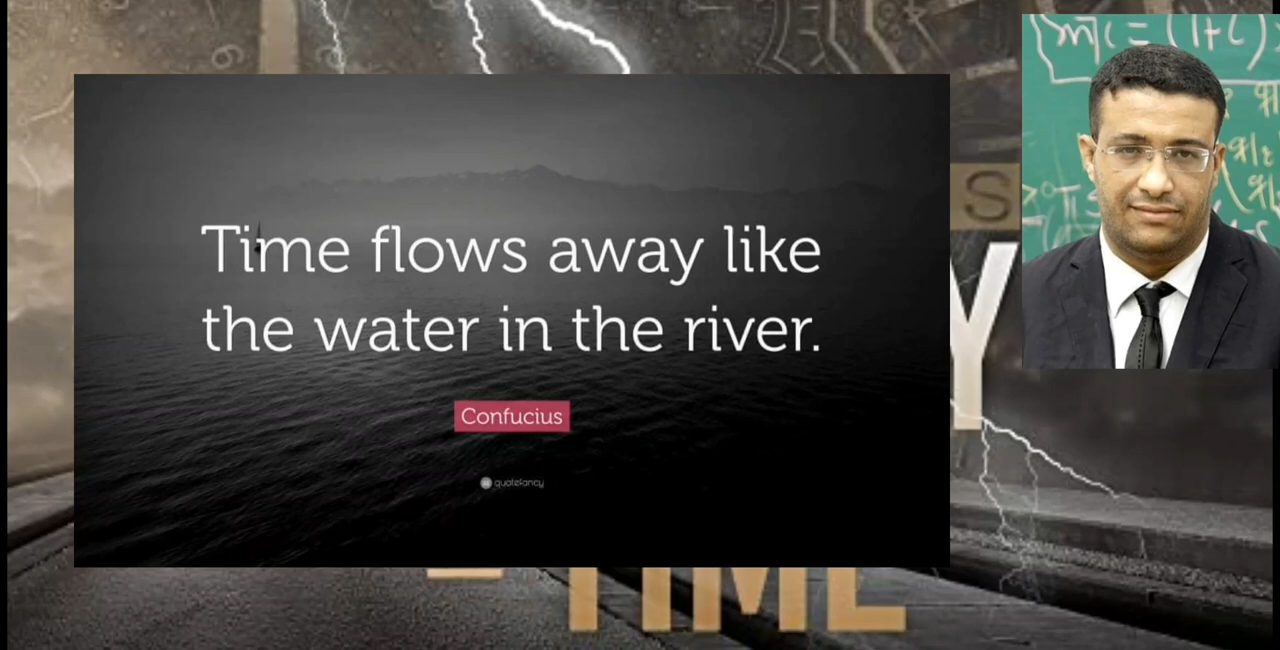 Time flows away like
the water in the river.
Confucius
quotefancy
S
Y
TIME